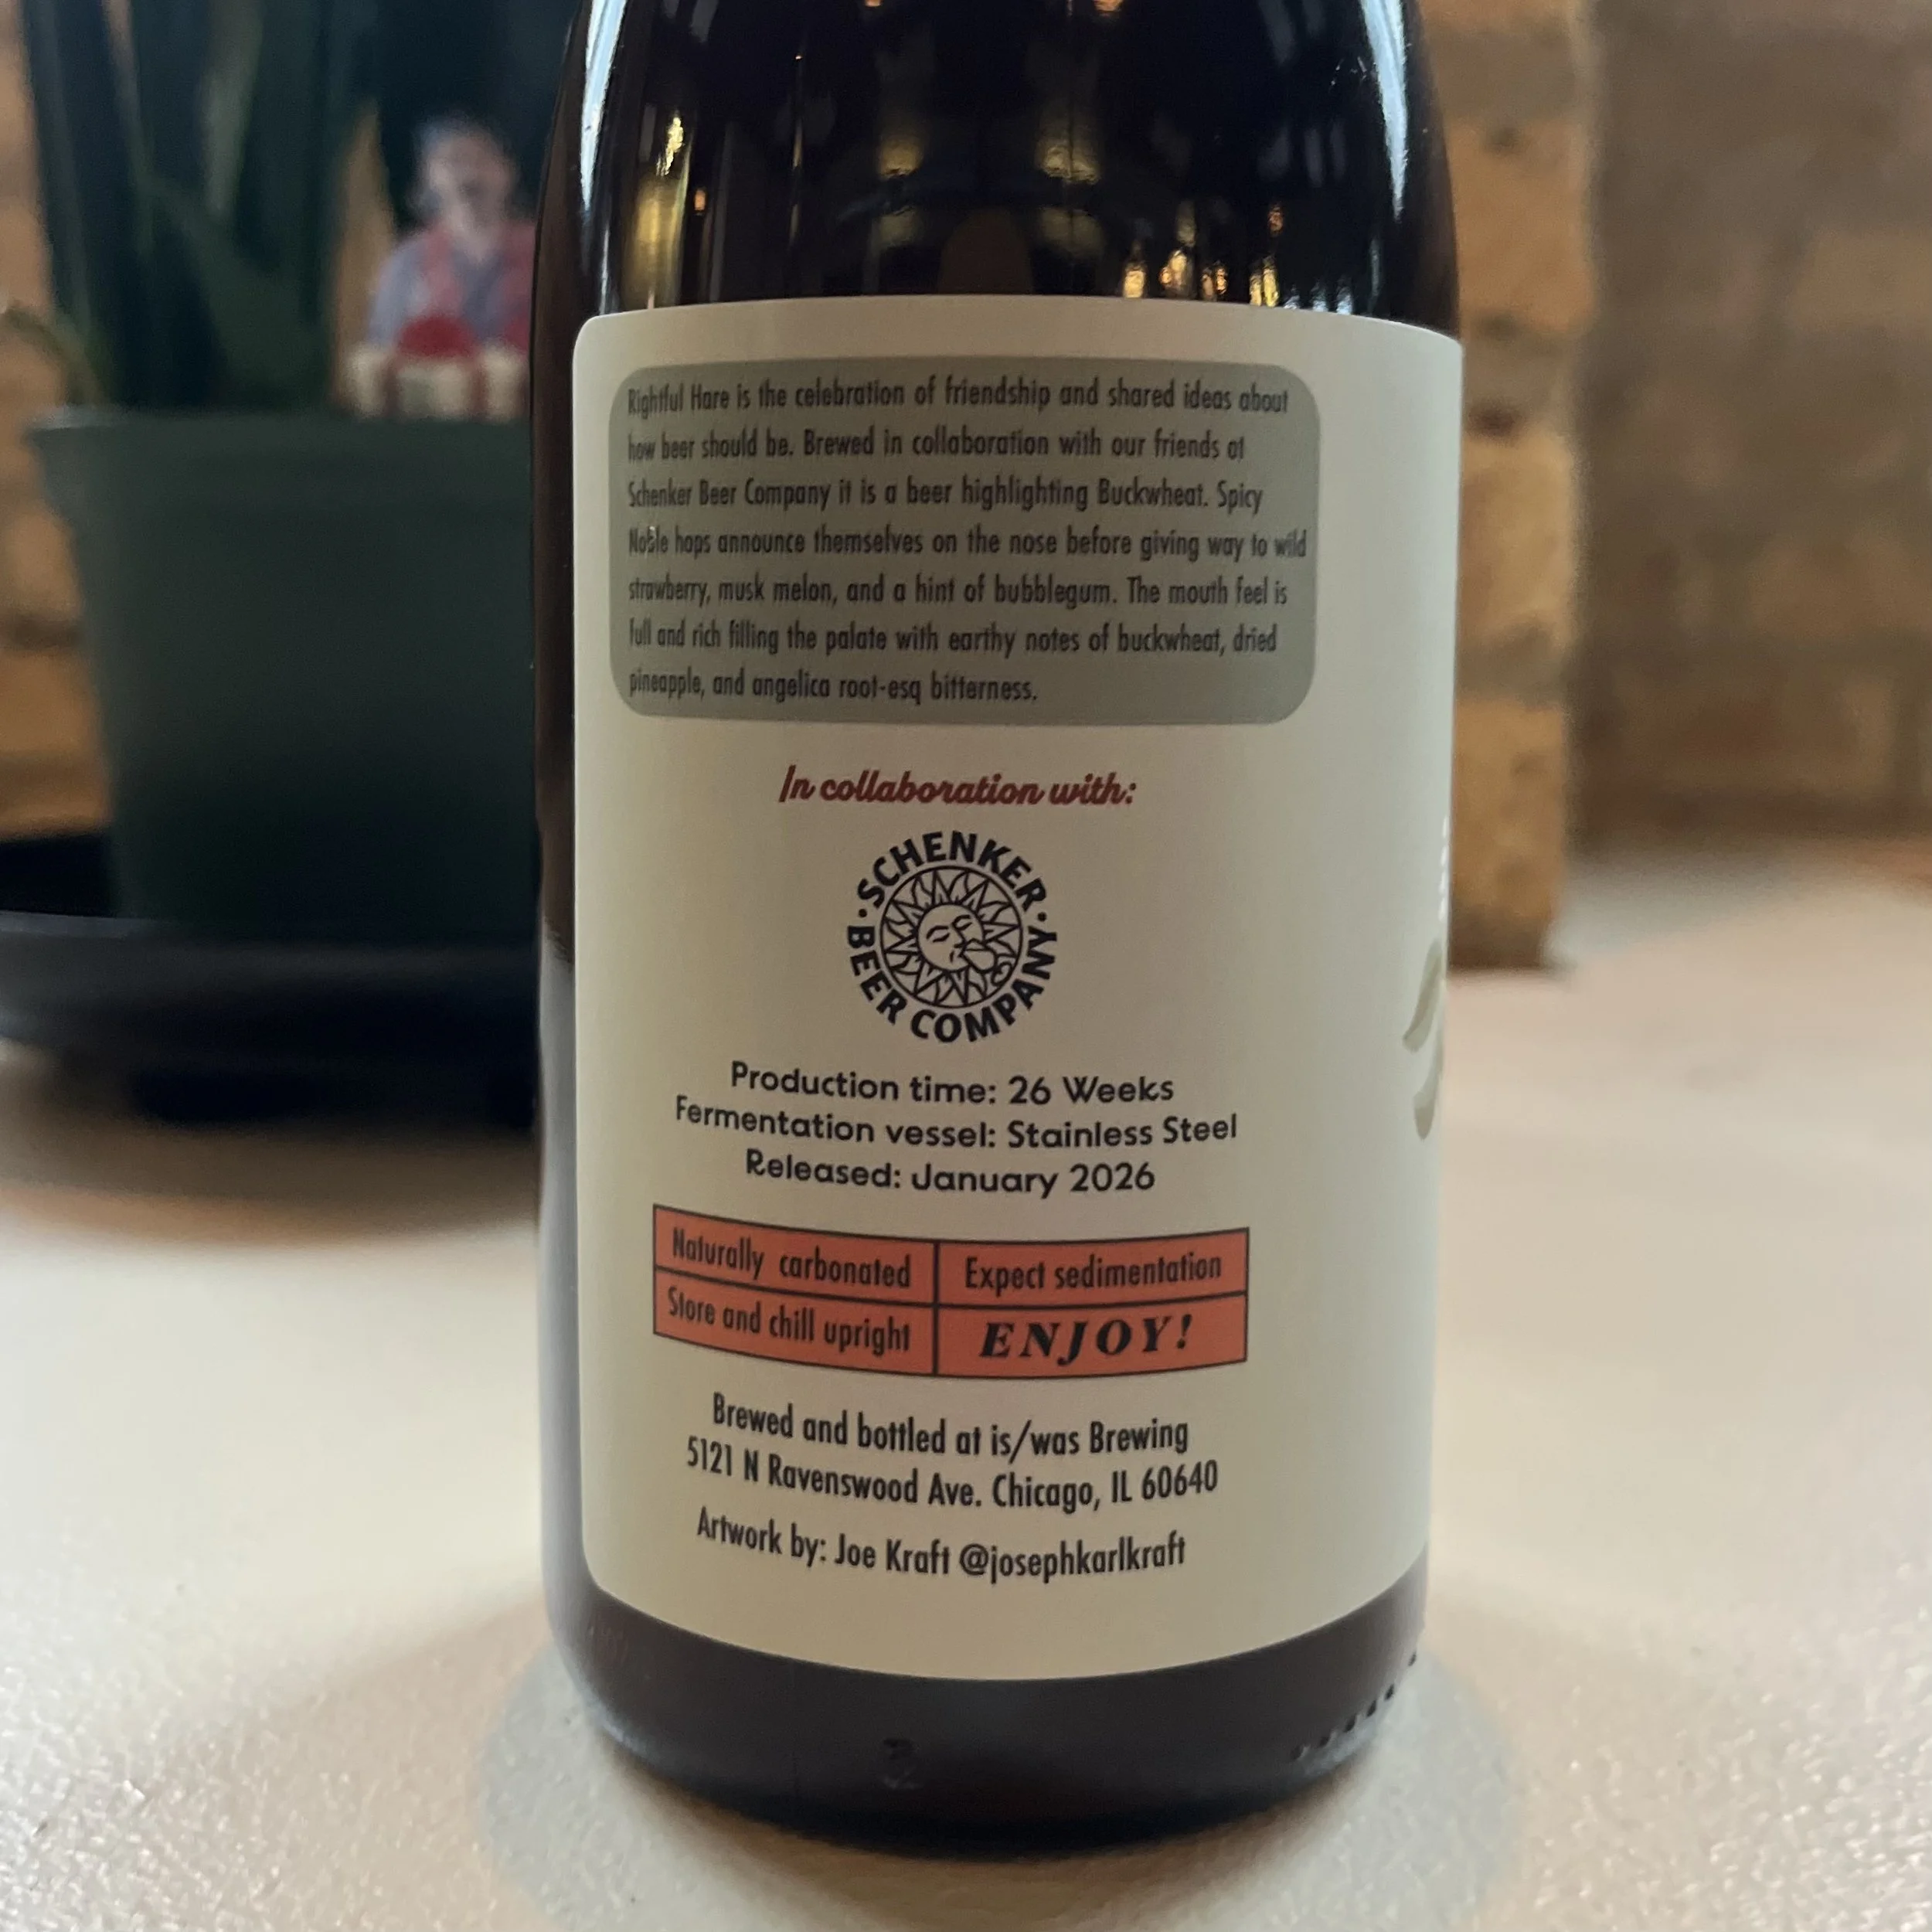 Rightful Hare is the celebration of friendship and shared ideas about
how beer should be. Brewed in collaboration with our friends at
Schenker Beer Company it is a beer highlighting Buckwheat. Spicy
Noble hops announce themselves on the nose before giving way to wild
strawberry, musk melon, and a hint of bubblegum. The mouth feel is
full and rich filling the palate with earthy notes of buckwheat, dried
pineapple, and angelica root-esq bitterness.
In collaboration with:
SCHENKER
BEER COMPANY
Production time: 26 Weeks
Fermentation vessel: Stainless Steel
Released: January 2026
Naturally carbonated
Expect sedimentation
Store and chill upright
ENJOY!
Brewed and bottled at is/was Brewing
5121 N Ravenswood Ave. Chicago, IL 60640
Artwork by: Joe Kraft @josephkarlkraft